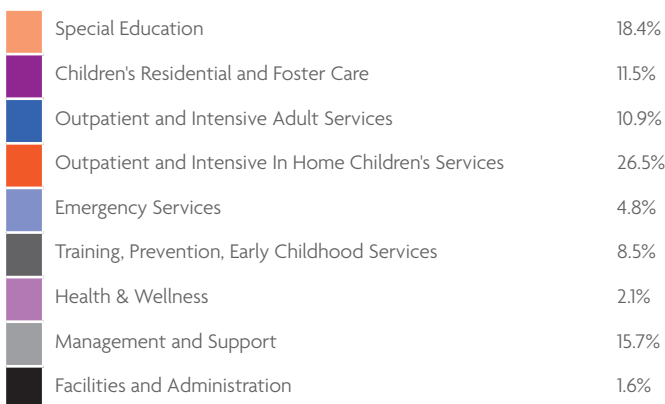 Special Education 18.4%
Children's Residential and Foster Care 11.5%
Outpatient and Intensive Adult Services 10.9%
Outpatient and Intensive In Home Children's Services 26.5%
Emergency Services 4.8%
Training, Prevention, Early Childhood Services 8.5%
Health & Wellness 2.1%
Management and Support 15.7%
Facilities and Administration 1.6%